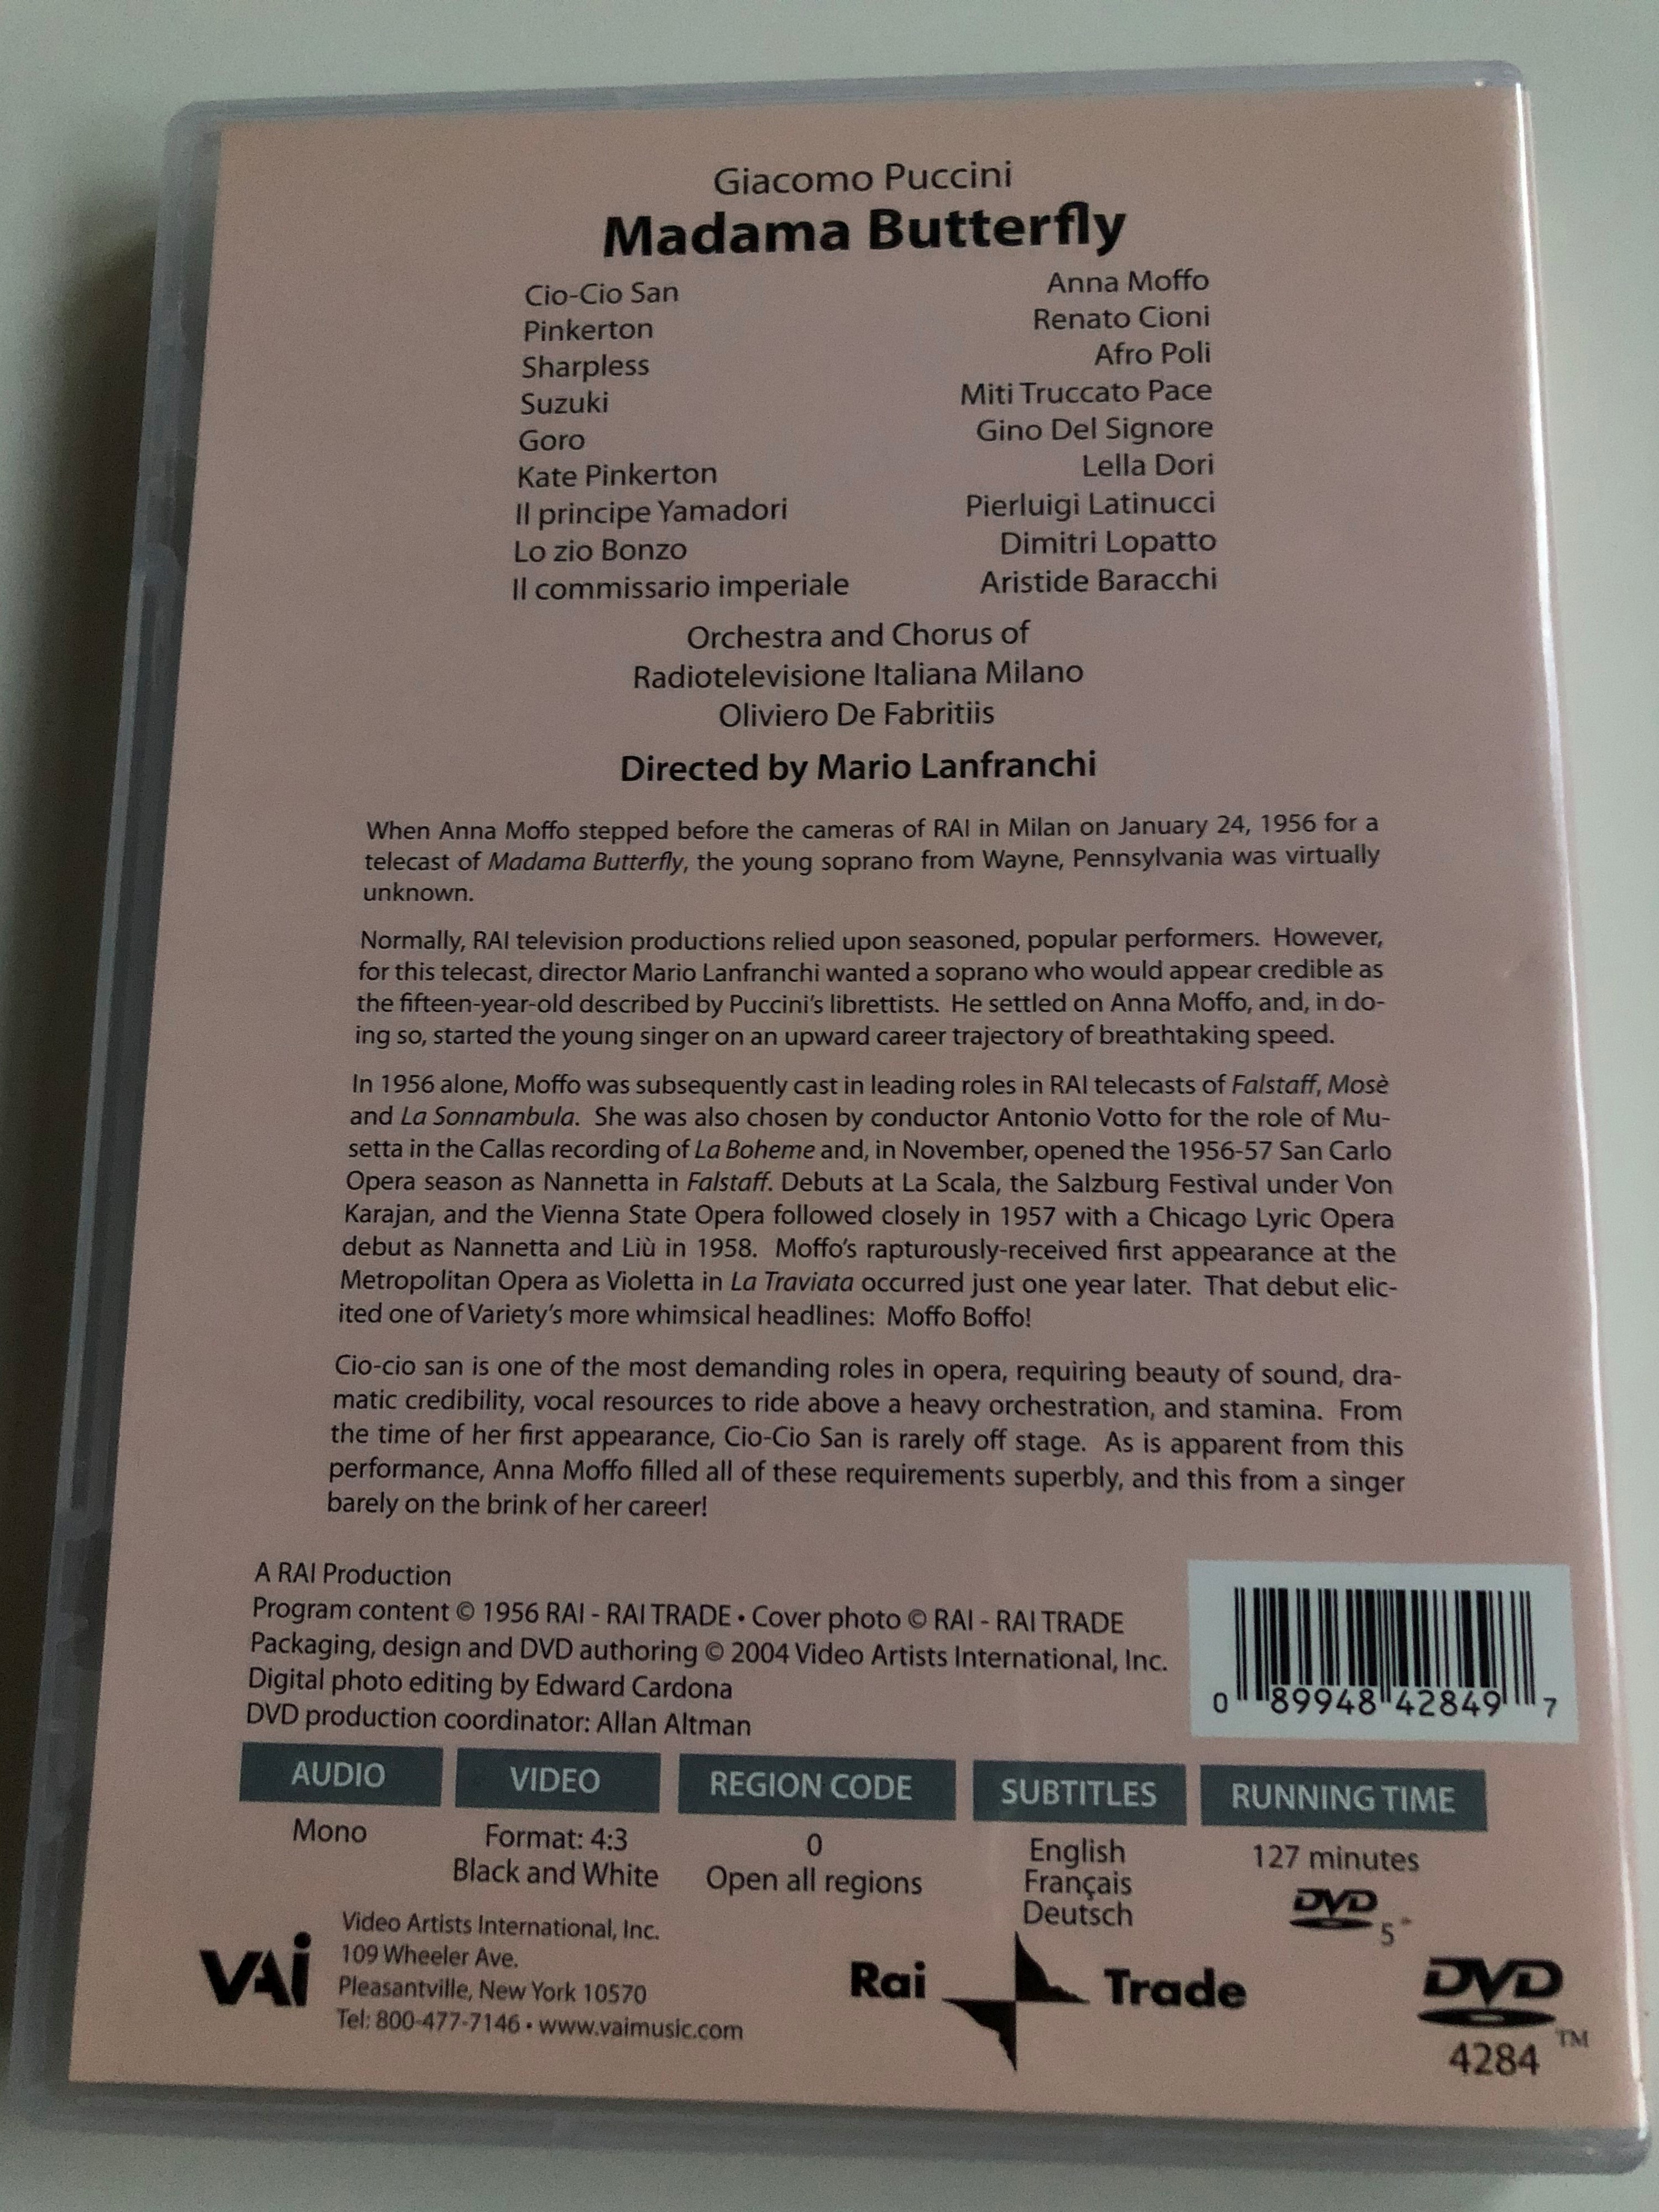 Giacomo Puccini
Madama Butterfly
Cio-Cio San Anna Moffo
Pinkerton Renato Cioni
Sharpless Afro Poli
Suzuki Miti Truccato Pace
Goro Gino Del Signore
Kate Pinkerton Lella Dori
Il principe Yamadori Pierluigi Latinucci
Lo zio Bonzo Dimitri Lopatto
Il commissario imperiale Aristide Baracchi
Orchestra and Chorus of
Radiotelevisione Italiana Milano
Oliviero De Fabritiis
Directed by Mario Lanfranchi
When Anna Moffo stepped before the cameras of RAI in Milan on January 24, 1956 for a
telecast of Madama Butterfly, the young soprano from Wayne, Pennsylvania was virtually
unknown.
Normally, RAI television productions relied upon seasoned, popular performers. However,
for this telecast, director Mario Lanfranchi wanted a soprano who would appear credible as
the fifteen-year-old described by Puccini's librettists. He settled on Anna Moffo, and, in do-
ing so, started the young singer on an upward career trajectory of breathtaking speed.
In 1956 alone, Moffo was subsequently cast in leading roles in RAI telecasts of Falstaff, Mosè
and La Sonnambula. She was also chosen by conductor Antonio Votto for the role of Mu-
setta in the Callas recording of La Boheme and, in November, opened the 1956-57 San Carlo
Opera season as Nannetta in Falstaff. Debuts at La Scala, the Salzburg Festival under Von
Karajan, and the Vienna State Opera followed closely in 1957 with a Chicago Lyric Opera
debut as Nannetta and Liù in 1958. Moffo's rapturously-received first appearance at the
Metropolitan Opera as Violetta in La Traviata occurred just one year later. That debut elic-
ited one of Variety's more whimsical headlines: Moffo Boffo!
Cio-cio san is one of the most demanding roles in opera, requiring beauty of sound, dra-
matic credibility, vocal resources to ride above a heavy orchestration, and stamina. From
the time of her first appearance, Cio-Cio San is rarely off stage. As is apparent from this
performance, Anna Moffo filled all of these requirements superbly, and this from a singer
barely on the brink of her career!
A RAI Production
Program content © 1956 RAI - RAI TRADE • Cover photo © RAI - RAI TRADE
Packaging, design and DVD authoring © 2004 Video Artists International, Inc.
Digital photo editing by Edward Cardona
DVD production coordinator: Allan Altman
0 89948 42849 7
AUDIO VIDEO REGION CODE SUBTITLES RUNNING TIME
Mono
Format: 4:3
Black and White
0
Open all regions
English
Français
Deutsch
127 minutes
DVD 5
VAI
Video Artists International, Inc.
109 Wheeler Ave.
Pleasantville, New York 10570
Tel: 800-477-7146 • www.vaimusic.com
Rai Trade
DVD TM
4284